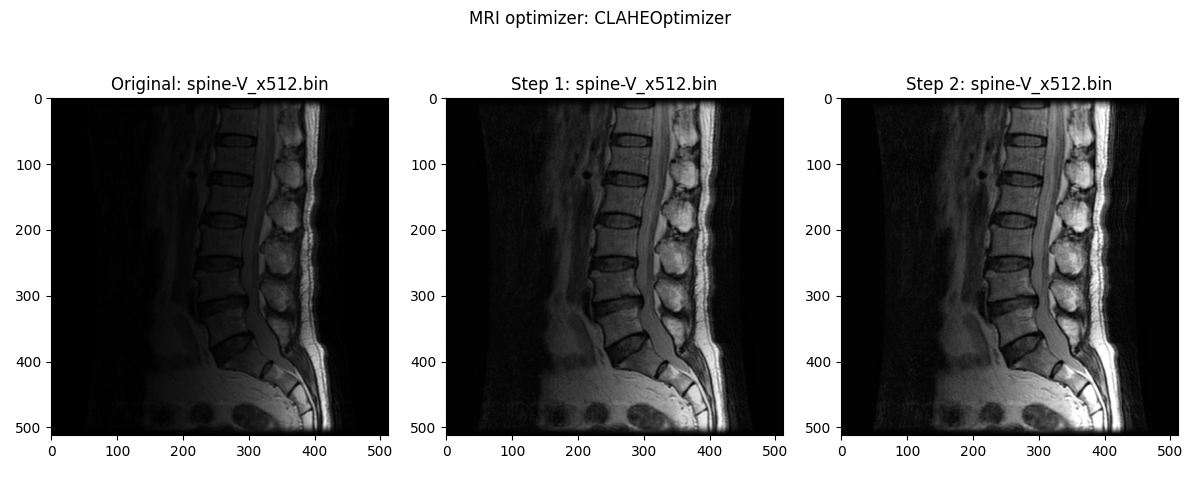 MRI optimizer: CLAHEOptimizer
Original: spine-V_x512.bin
Step 1: spine-V_x512.bin
Step 2: spine-V_x512.bin
0
100
200
300
400
500
0 100 200 300 400 500
0
100
200
300
400
500
0 100 200 300 400 500
0
100
200
300
400
500
0 100 200 300 400 500